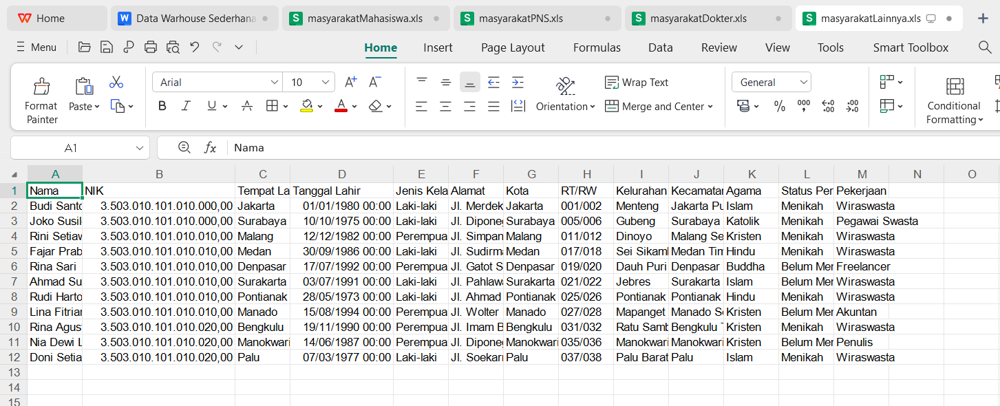 Home Data Warhouse Sederhana masyarakatMahasiswa.xls masyarakatPNS.xls masyarakatDokter.xls masyarakatLainnya.xls
Menu Home Insert Page Layout Formulas Data Review View Tools Smart Toolbox
Arial 10 A+ A- Wrap Text General
Format Painter Paste B I U A A Orientation Merge and Center % 000 Conditional Formatting
A1 fx Nama
A B C D E F G H I J K L M N O
1 Nama NIK Tempat La Tanggal Lahir Jenis Kela Alamat Kota RT/RW Kelurahan Kecamatan Agama Status Per Pekerjaan
2 Budi Santo 3.503.010.101.010.000,00 Jakarta 01/01/1980 00:00 Laki-laki Jl. Merdek Jakarta 001/002 Menteng Jakarta Pu Islam Menikah Wiraswasta
3 Joko Susil 3.503.010.101.010.000,00 Surabaya 10/10/1975 00:00 Laki-laki Jl. Dipone Surabaya 005/006 Gubeng Surabaya Katolik Menikah Pegawai Swasta
4 Rini Setiaw 3.503.010.101.010.010,00 Malang 12/12/1982 00:00 Perempua Jl. Simpan Malang 011/012 Dinoyo Malang Se Kristen Menikah Wiraswasta
5 Fajar Prab 3.503.010.101.010.010,00 Medan 30/09/1986 00:00 Laki-laki Jl. Sudirm Medan 017/018 Sei Sikam Medan Tim Hindu Menikah Wiraswasta
6 Rina Sari 3.503.010.101.010.010,00 Denpasar 17/07/1992 00:00 Perempua Jl. Gatot S Denpasar 019/020 Dauh Puri Denpasar Buddha Belum Mer Freelancer
7 Ahmad Su 3.503.010.101.010.010,00 Surakarta 03/07/1991 00:00 Laki-laki Jl. Pahlaw Surakarta 021/022 Jebres Surakarta Islam Belum Mer Wiraswasta
8 Rudi Harto 3.503.010.101.010.010,00 Pontianak 28/05/1973 00:00 Laki-laki Jl. Ahmad Pontianak 025/026 Pontianak Pontianak Hindu Menikah Wiraswasta
9 Lina Fitriar 3.503.010.101.010.010,00 Manado 15/08/1994 00:00 Perempua Jl. Wolter Manado 027/028 Mapanget Manado Se Kristen Belum Mer Akuntan
10 Rina Agus 3.503.010.101.010.020,00 Bengkulu 19/11/1990 00:00 Perempua Jl. Imam B Bengkulu 031/032 Ratu Samb Bengkulu Kristen Menikah Wiraswasta
11 Nia Dewi L 3.503.010.101.010.020,00 Manokwari 14/06/1987 00:00 Perempua Jl. Dipone Manokwari 035/036 Manokwari Manokwari Kristen Belum Mer Penulis
12 Doni Setia 3.503.010.101.010.020,00 Palu 07/03/1977 00:00 Laki-laki Jl. Soekar Palu 037/038 Palu Barat Palu Islam Menikah Wiraswasta
13
14
15